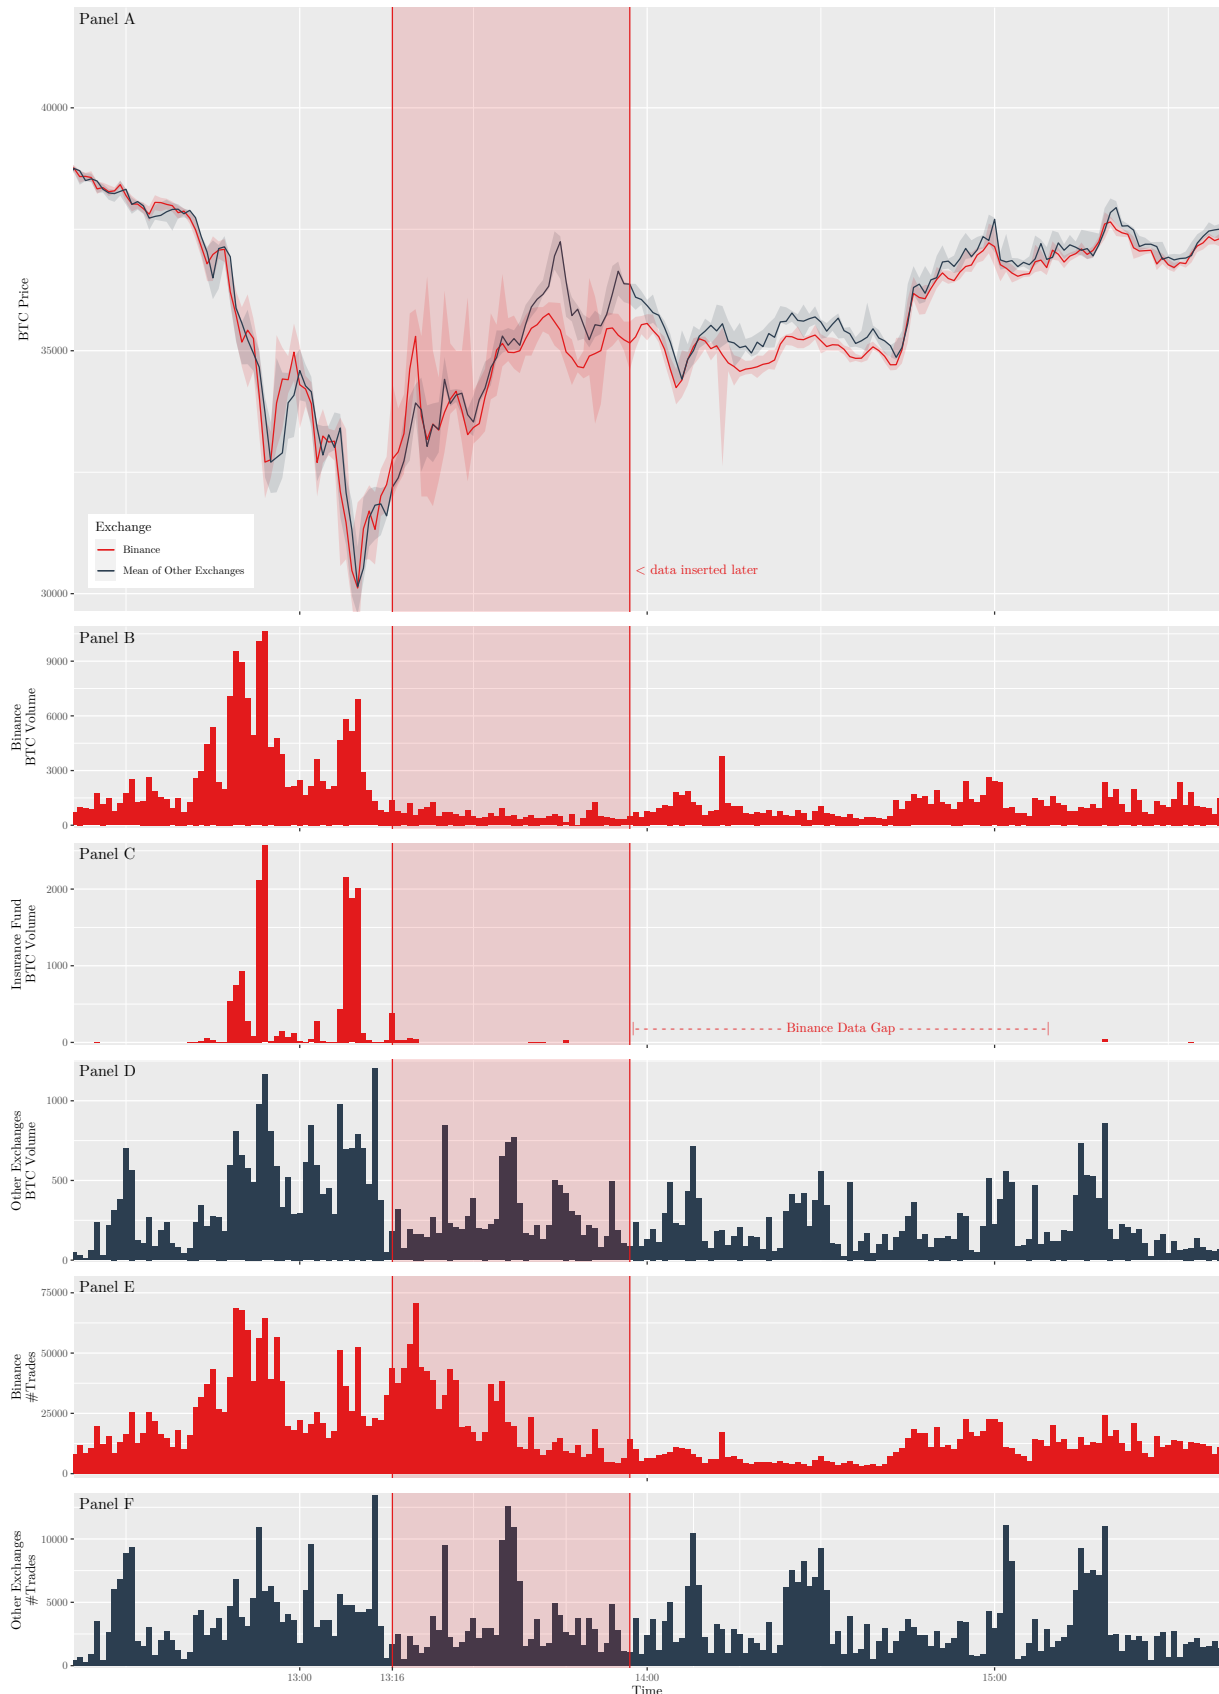 Panel A
40000
35000
30000
BTC Price
Exchange
Binance
Mean of Other Exchanges
< data inserted later
Panel B
9000
6000
3000
0
Binance
BTC Volume
Panel C
2000
1000
0
Insurance Fund
BTC Volume
Binance Data Gap
Panel D
1000
500
0
Other Exchanges
BTC Volume
Panel E
75000
50000
25000
0
Binance
#Trades
Panel F
10000
5000
0
Other Exchanges
#Trades
13:00
13:16
14:00
15:00
Time